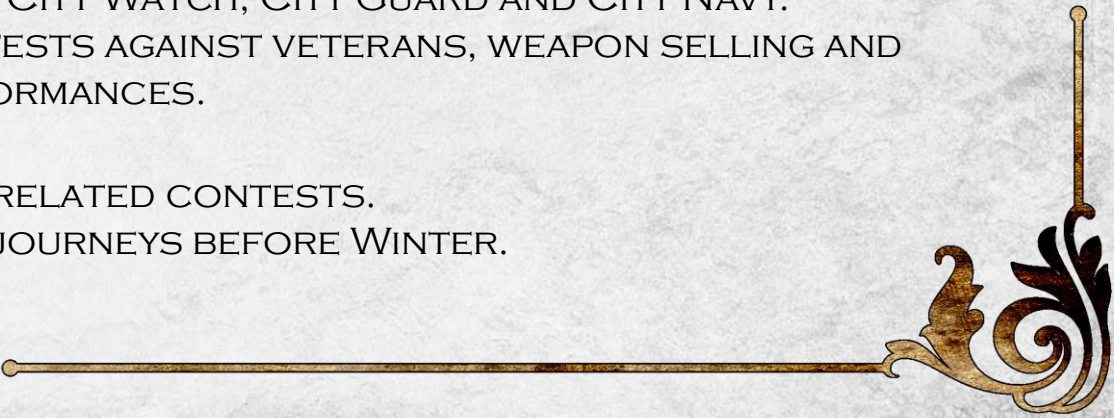 City Watch, City Guard and City Navy.
tests against veterans, weapon selling and
ormances.
related contests.
journeys before Winter.